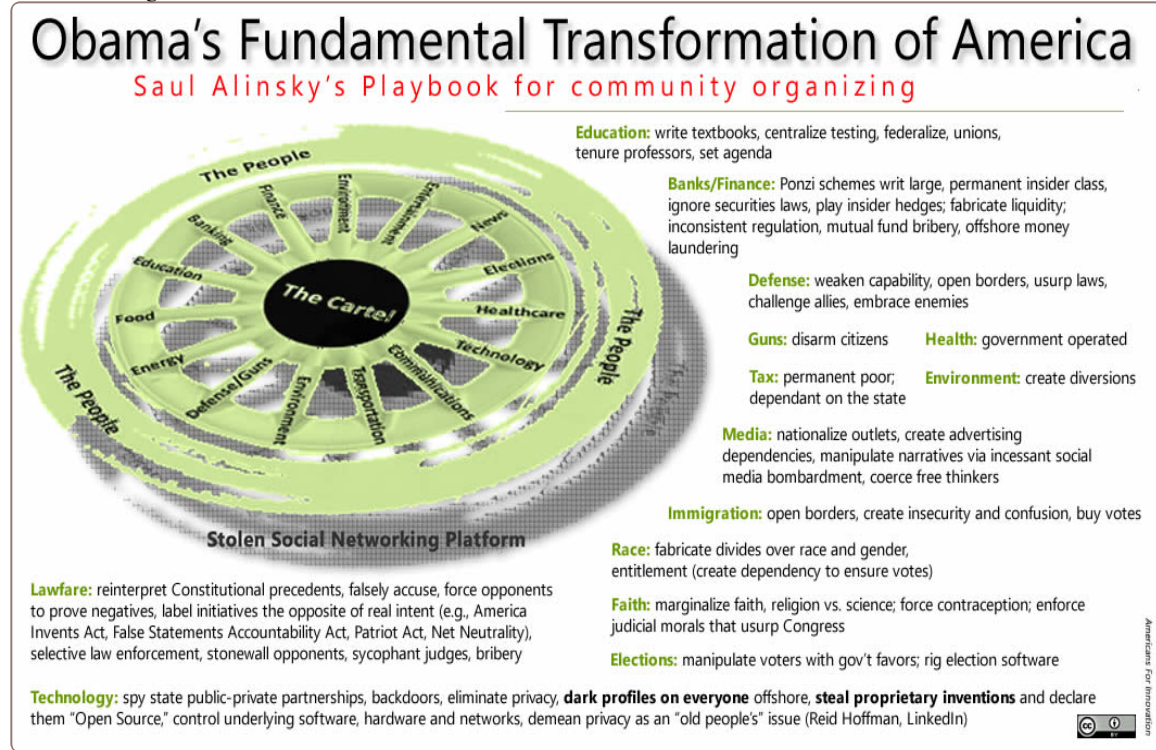 Obama's Fundamental Transformation of America
Saul Alinsky's Playbook for community organizing
The People
Environment
Entertainment
News
Elections
Healthcare
Technology
Communications
Transportation
Environment
Defense/Guns
Energy
Food
Education
Banking
Finance
The Cartel
The People
The People
Stolen Social Networking Platform
Education: write textbooks, centralize testing, federalize, unions,
tenure professors, set agenda
Banks/Finance: Ponzi schemes writ large, permanent insider class,
ignore securities laws, play insider hedges; fabricate liquidity;
inconsistent regulation, mutual fund bribery, offshore money
laundering
Defense: weaken capability, open borders, usurp laws,
challenge allies, embrace enemies
Guns: disarm citizens
Health: government operated
Tax: permanent poor;
dependant on the state
Environment: create diversions
Media: nationalize outlets, create advertising
dependencies, manipulate narratives via incessant social
media bombardment, coerce free thinkers
Immigration: open borders, create insecurity and confusion, buy votes
Race: fabricate divides over race and gender,
entitlement (create dependency to ensure votes)
Faith: marginalize faith, religion vs. science; force contraception; enforce
judicial morals that usurp Congress
Elections: manipulate voters with gov't favors; rig election software
Lawfare: reinterpret Constitutional precedents, falsely accuse, force opponents
to prove negatives, label initiatives the opposite of real intent (e.g., America
Invents Act, False Statements Accountability Act, Patriot Act, Net Neutrality),
selective law enforcement, stonewall opponents, sycophant judges, bribery
Technology: spy state public-private partnerships, backdoors, eliminate privacy, dark profiles on everyone offshore, steal proprietary inventions and declare
them "Open Source," control underlying software, hardware and networks, demean privacy as an "old people's" issue (Reid Hoffman, LinkedIn)
Americans For Innovation
cc
BY